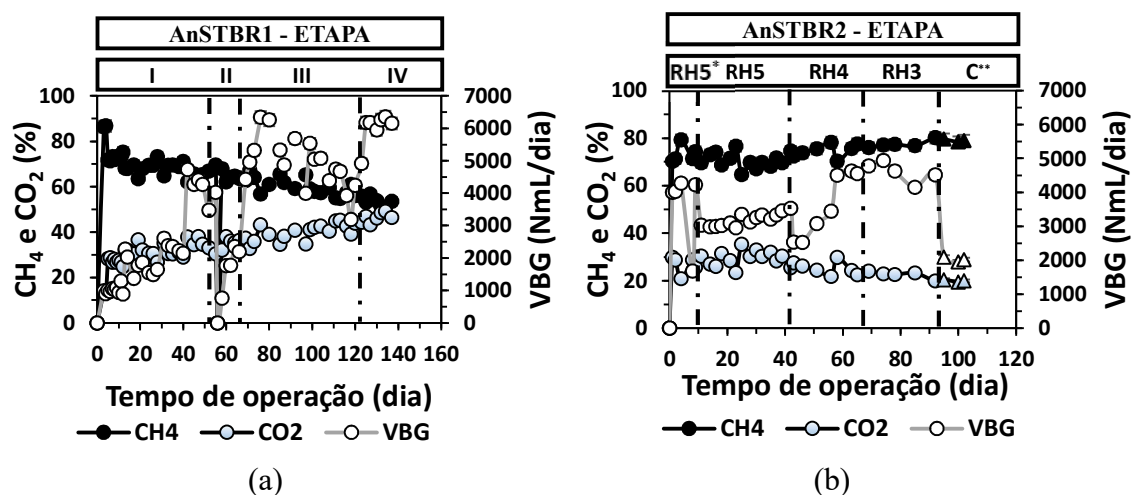 AnSTBR1 - ETAPA
I II III IV
100
80
60
40
20
0
CH4 e CO2 (%)
7000
6000
5000
4000
3000
2000
1000
0
VBG (NmL/dia)
0 20 40 60 80 100 120 140 160
Tempo de operação (dia)
CH4 CO2 VBG
(a)
AnSTBR2 - ETAPA
RH5* RH5 RH4 RH3 C**
100
80
60
40
20
0
CH4 e CO2 (%)
7000
6000
5000
4000
3000
2000
1000
0
VBG (NmL/dia)
0 20 40 60 80 100 120
Tempo de operação (dia)
CH4 CO2 VBG
(b)